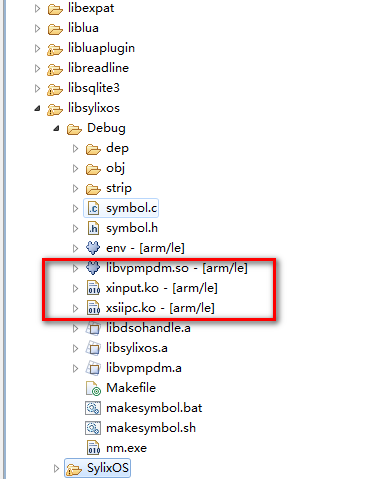 libexpat
liblua
libluaplugin
libreadline
libsqlite3
libsylixos
Debug
dep
obj
strip
symbol.c
symbol.h
env - [arm/le]
libvpmpdm.so - [arm/le]
xinput.ko - [arm/le]
xsiipc.ko - [arm/le]
libdsohandle.a
libsylixos.a
libvpmpdm.a
Makefile
makesymbol.bat
makesymbol.sh
nm.exe
SylixOS